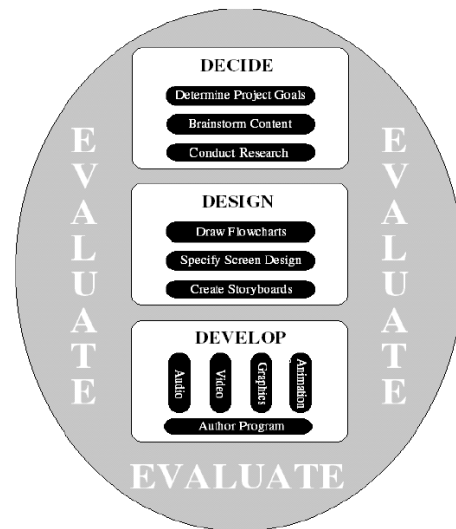 DECIDE
Determine Project Goals
Brainstorm Content
Conduct Research
EVALUATE
EVALUATE
DESIGN
Draw Flowcharts
Specify Screen Design
Create Storyboards
DEVELOP
Audio
Video
Graphics
Animation
Author Program
EVALUATE